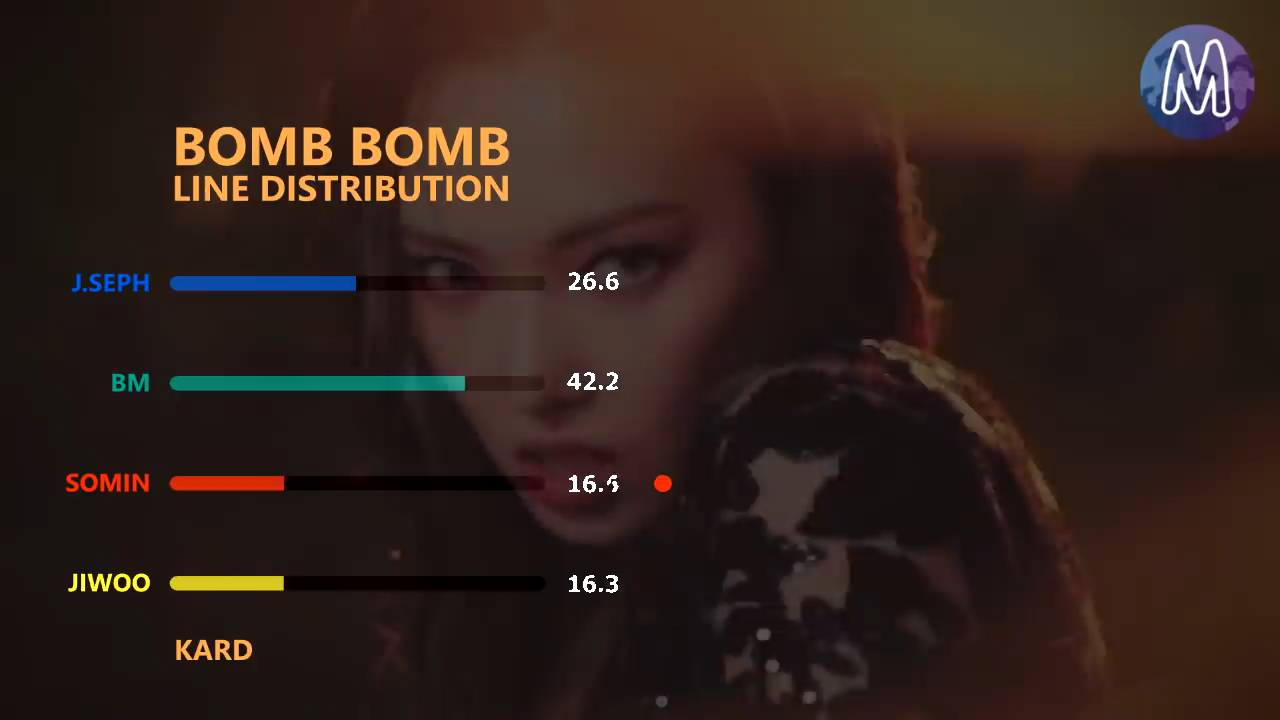 M
BOMB BOMB
LINE DISTRIBUTION
J.SEPH 26.6
BM 42.2
SOMIN
JIWOO 16.3
KARD